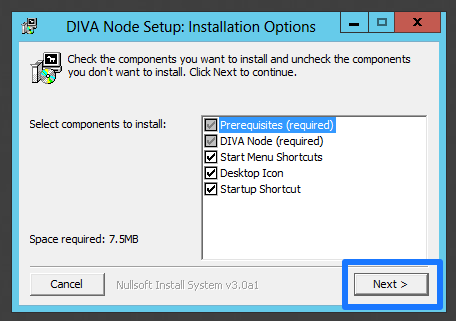 DIVA Node Setup: Installation Options
Check the components you want to install and uncheck the components
you don't want to install. Click Next to continue.
Select components to install:
Prerequisites (required)
DIVA Node (required)
Start Menu Shortcuts
Desktop Icon
Startup Shortcut
Space required: 7.5MB
Nullsoft Install System v3.0a1
Cancel
Next >